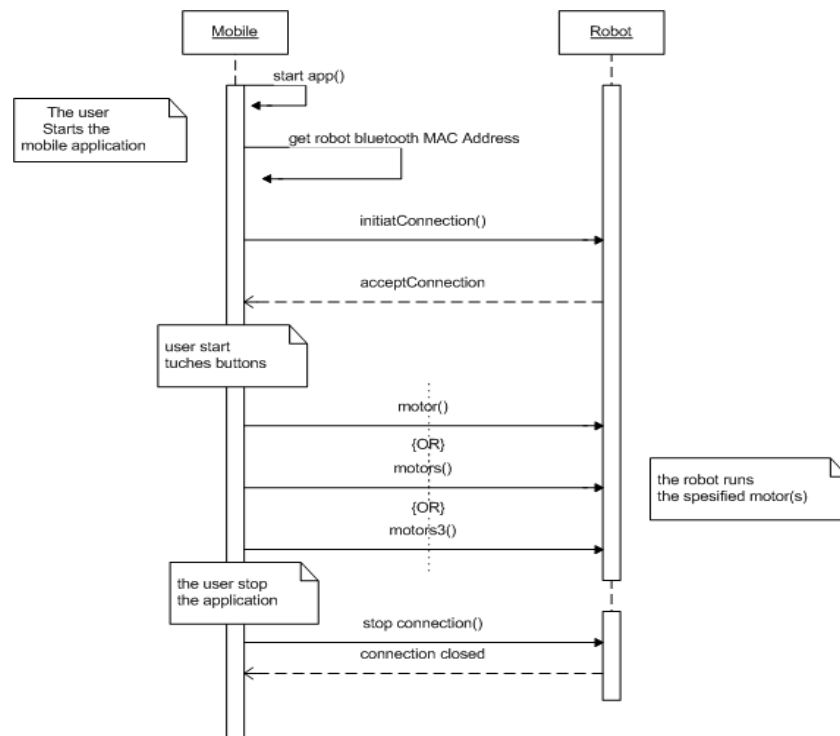 Mobile
Robot
start app()
The user
Starts the
mobile application
get robot bluetooth MAC Address
initiatConnection()
acceptConnection
user start
tuches buttons
motor()
{OR}
motors()
{OR}
motors3()
the robot runs
the spesified motor(s)
the user stop
the application
stop connection()
connection closed